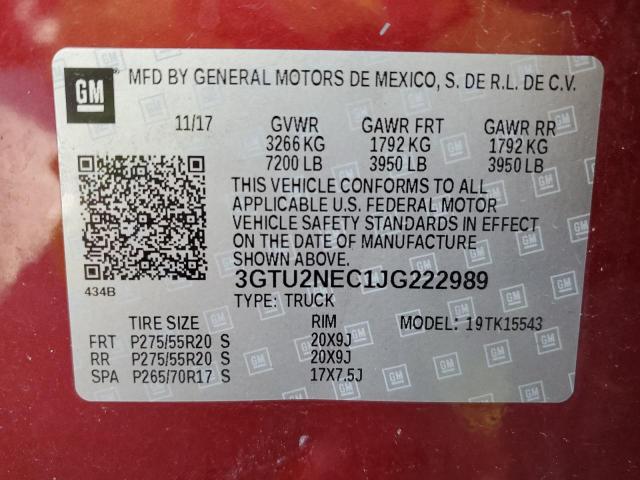 GM
MFD BY GENERAL MOTORS DE MEXICO, S. DE R.L. DE C.V.
11/17 GVWR GAWR FRT GAWR RR
3266 KG 1792 KG 1792 KG
7200 LB 3950 LB 3950 LB
THIS VEHICLE CONFORMS TO ALL
APPLICABLE U.S. FEDERAL MOTOR
VEHICLE SAFETY STANDARDS IN EFFECT
ON THE DATE OF MANUFACTURE
SHOWN ABOVE.
434B
3GTU2NEC1JG222989
TYPE: TRUCK
TIRE SIZE RIM MODEL: 19TK15543
FRT P275/55R20 S 20X9J
RR P275/55R20 S 20X9J
SPA P265/70R17 S 17X7.5J